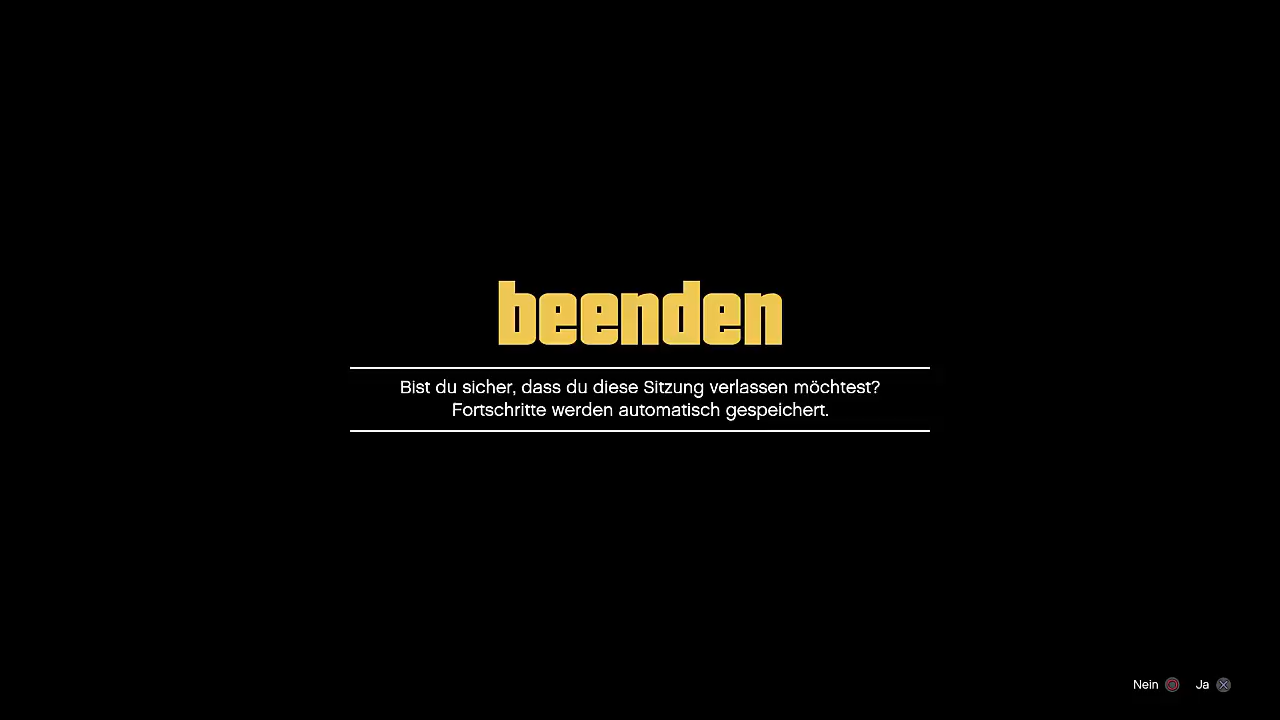 beenden
Bist du sicher, dass du diese Sitzung verlassen möchtest?
Fortschritte werden automatisch gespeichert.
Nein Ja